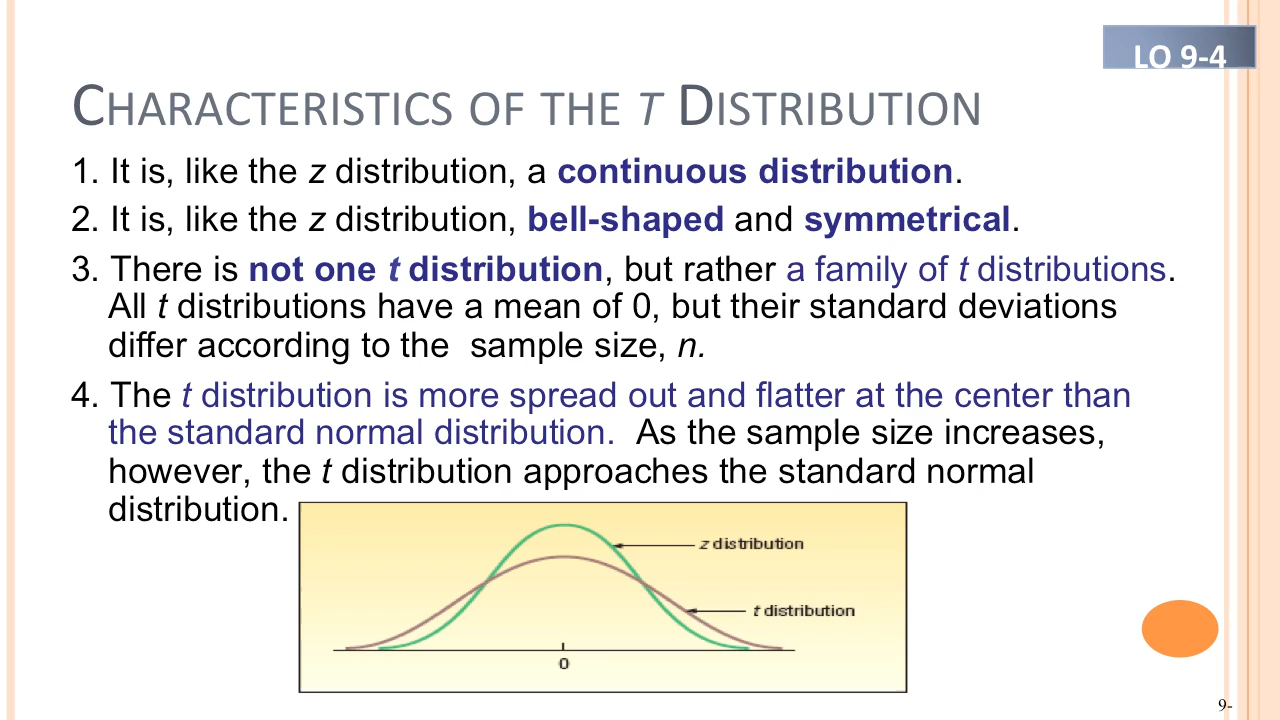 LO 9-4
CHARACTERISTICS OF THE T DISTRIBUTION
1. It is, like the z distribution, a continuous distribution.
2. It is, like the z distribution, bell-shaped and symmetrical.
3. There is not one t distribution, but rather a family of t distributions.
All t distributions have a mean of 0, but their standard deviations
differ according to the  sample size, n.
4. The t distribution is more spread out and flatter at the center than
the standard normal distribution.  As the sample size increases,
however, the t distribution approaches the standard normal
distribution.
z distribution
t distribution
0
9-